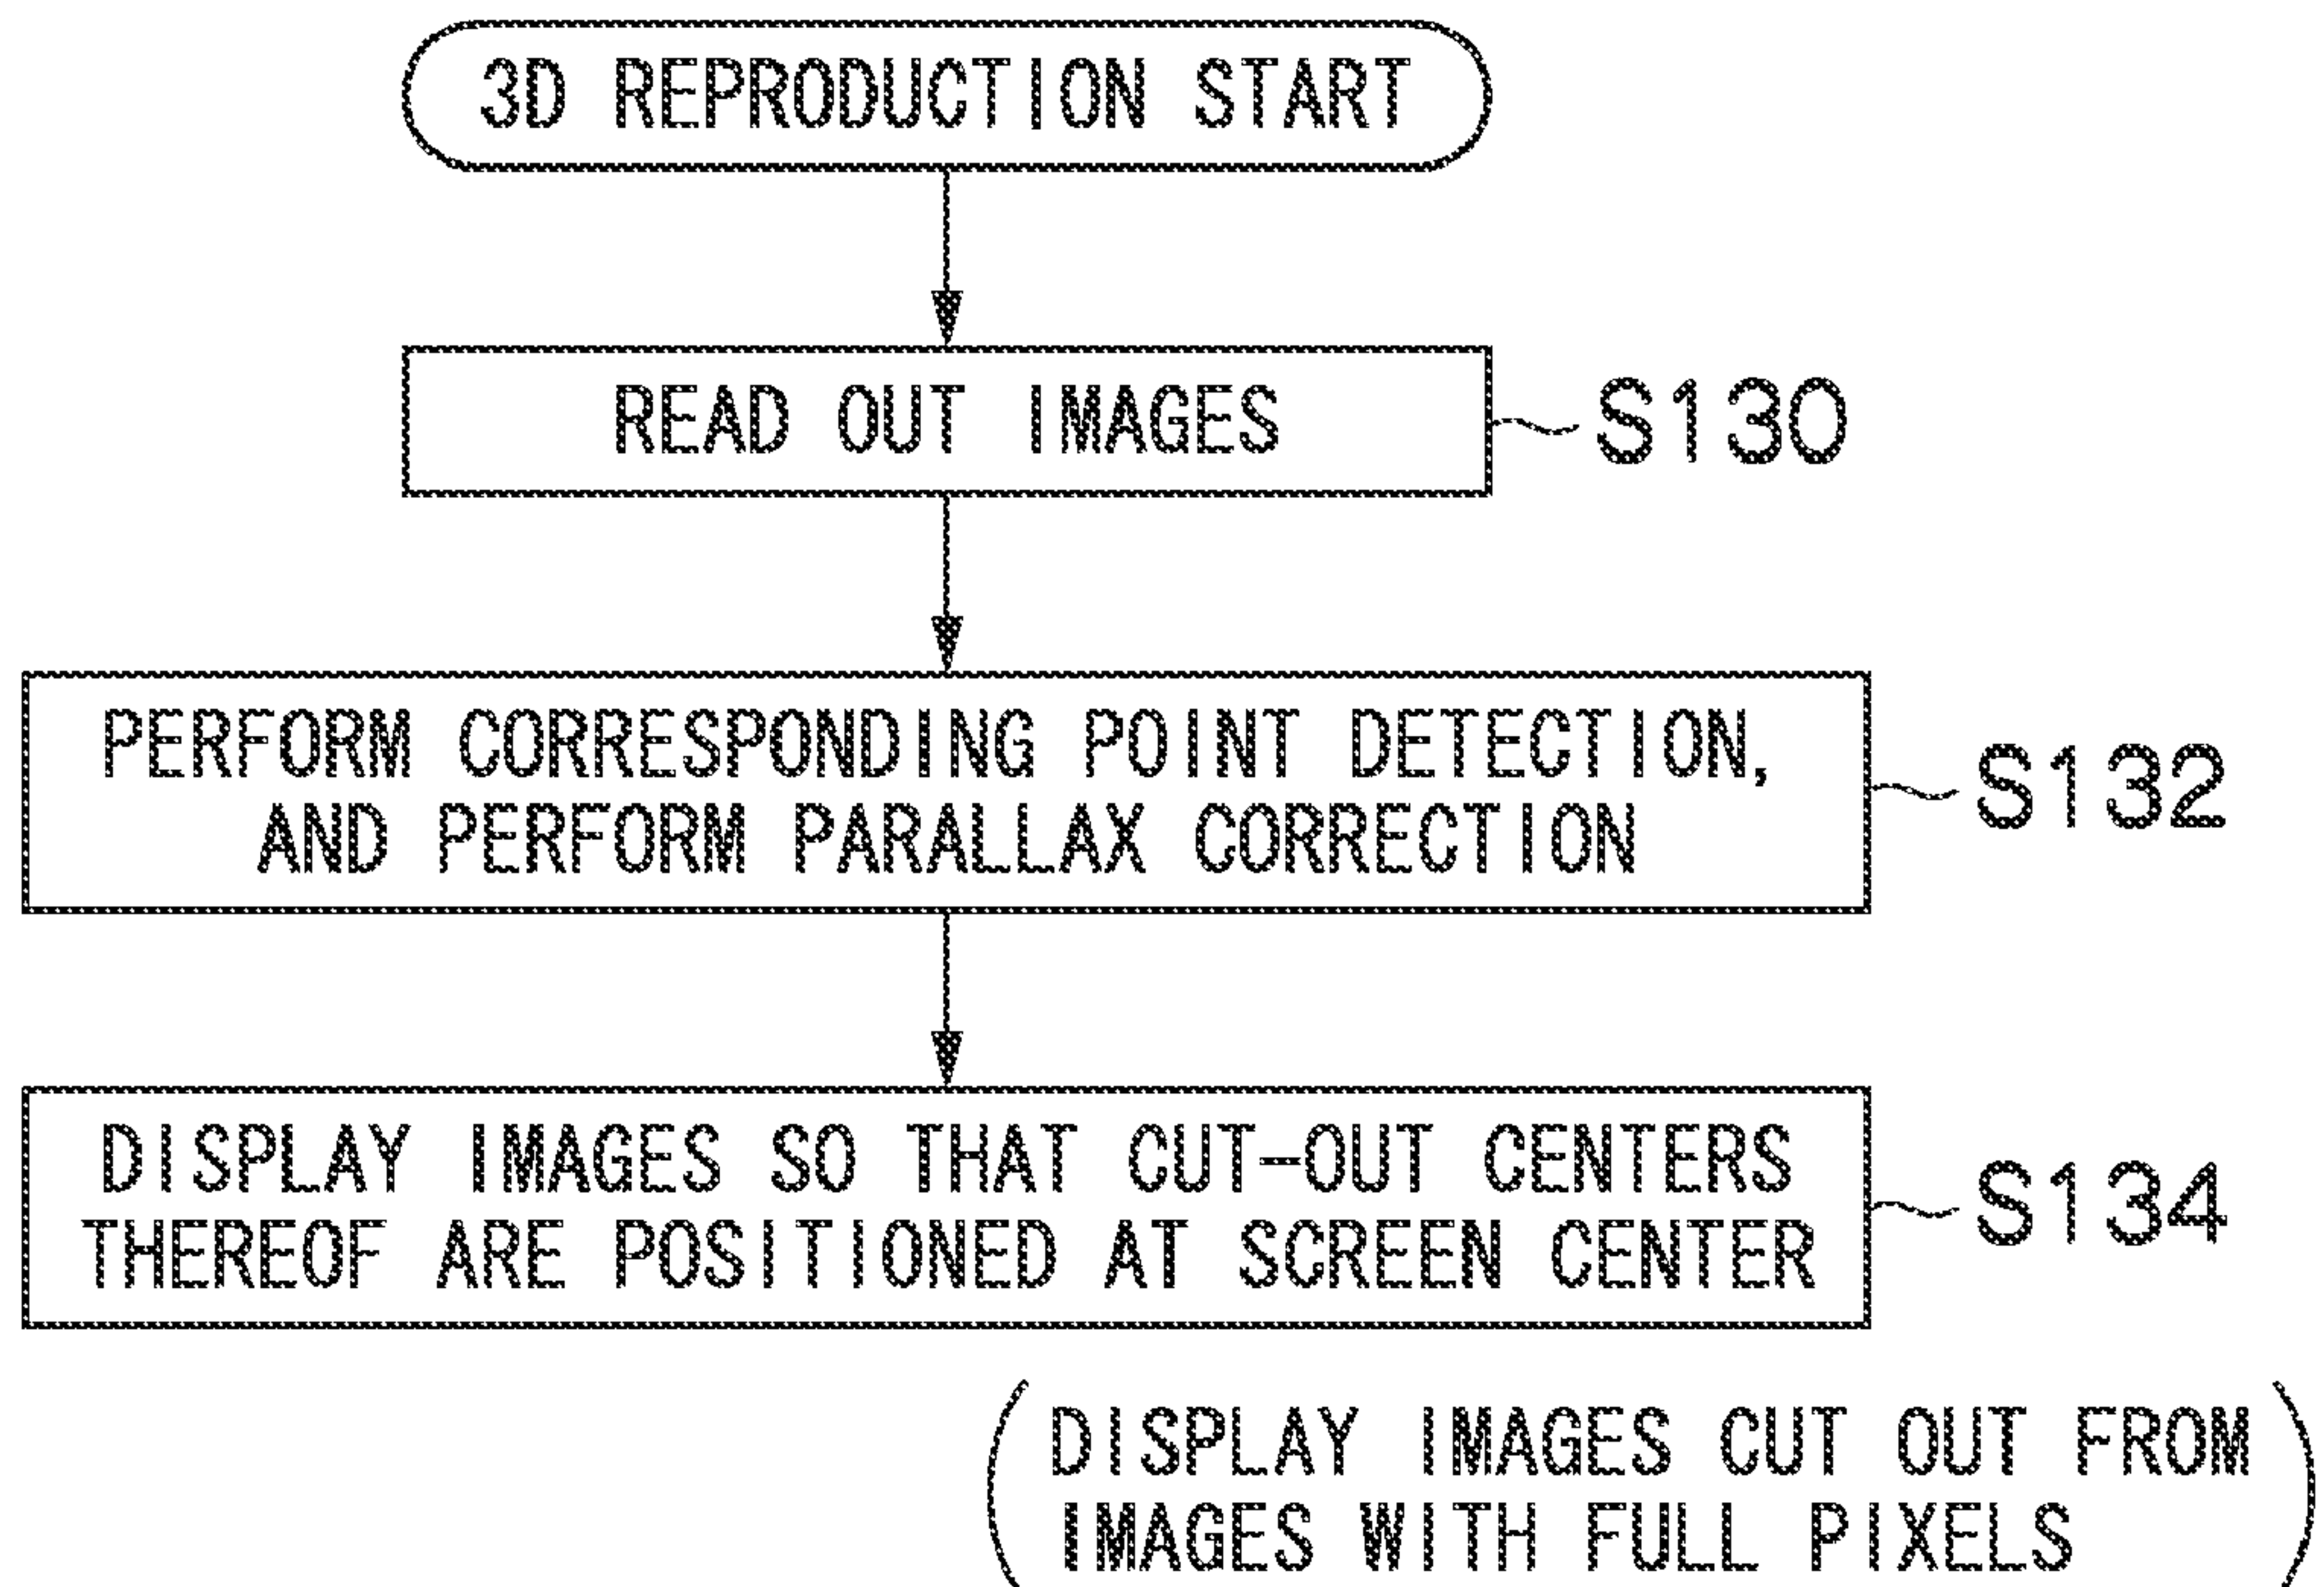 3D REPRODUCTION START
READ OUT IMAGES
S130
PERFORM CORRESPONDING POINT DETECTION,
AND PERFORM PARALLAX CORRECTION
S132
DISPLAY IMAGES SO THAT CUT-OUT CENTERS
THEREOF ARE POSITIONED AT SCREEN CENTER
S134
(DISPLAY IMAGES CUT OUT FROM
IMAGES WITH FULL PIXELS)